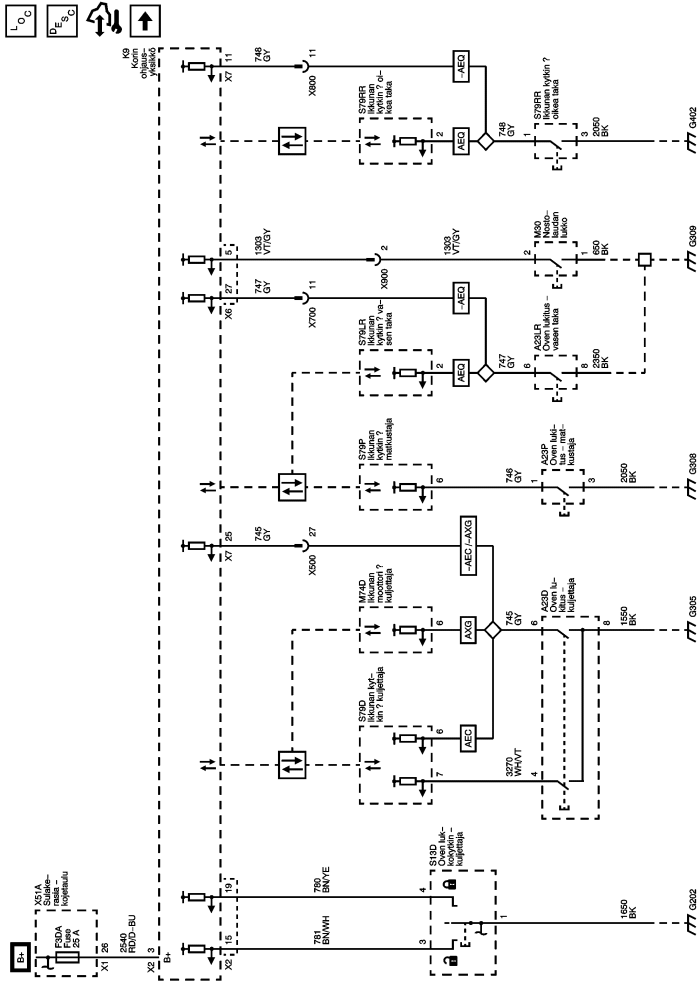 LOC
DESC
K9
Korin
ohjaus-
yksikkö
11
X7
748
GY
11
X800
-AEQ
S79RR
Ikkunan
kytkin ? oi-
kea taka
2
AEQ
748
GY
1
S79RR
Ikkunan kytkin ?
oikea taka
3
2050
BK
G402
5
1303
VT/GY
2
X900
1303
VT/GY
2
M30
Nosto-
laudan
lukko
1
650
BK
G309
27
X6
747
GY
11
X700
-AEQ
S79LR
Ikkunan
kytkin ? va-
sen taka
2
AEQ
747
GY
6
A23LR
Oven lukitus -
vasen taka
8
2350
BK
S79P
Ikkunan
kytkin ?
matkustaja
6
746
GY
1
A23P
Oven luki-
tus - mat-
kustaja
3
2050
BK
G308
25
X7
745
GY
27
X500
-AEC /-AXG
M74D
Ikkunan
moottori ?
kuljettaja
6
AXG
745
GY
6
A23D
Oven lu-
kitus -
kuljettaja
8
1550
BK
G305
S79D
Ikkunan kyt-
kin ? kuljettaja
6
AEC
7
3270
WH/VT
4
19
780
BN/YE
4
S13D
Oven luk-
kokytkin -
kuljettaja
15
X2
781
BN/WH
3
1
1650
BK
G202
X51A
Sulake-
rasia -
kojetaulu
B+
F3DA
Fuse
25 A
26
X1
2540
RD/D-BU
3
X2
B+